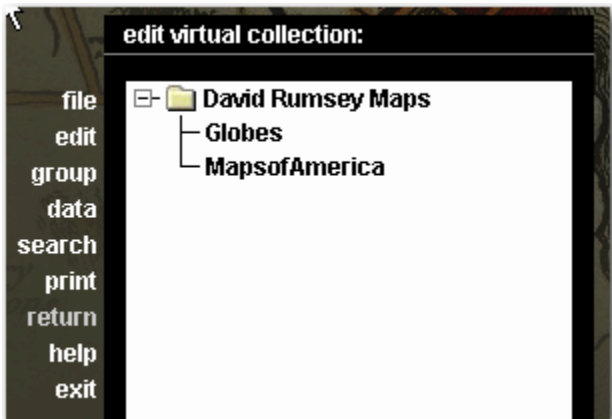 edit virtual collection:
file
edit
group
data
search
print
return
help
exit
David Rumsey Maps
Globes
MapsofAmerica